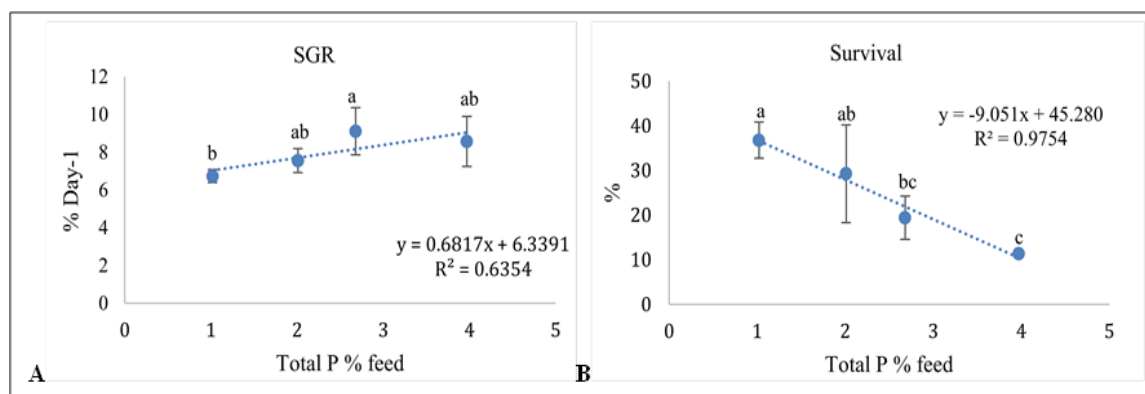 SGR
12
10
8
6
4
2
0
% Day-1
b
ab
a
ab
y = 0.6817x + 6.3391
R² = 0.6354
0 1 2 3 4 5
Total P % feed
A
Survival
50
40
30
20
10
0
%
a
ab
bc
c
y = -9.051x + 45.280
R² = 0.9754
0 1 2 3 4 5
Total P % feed
B